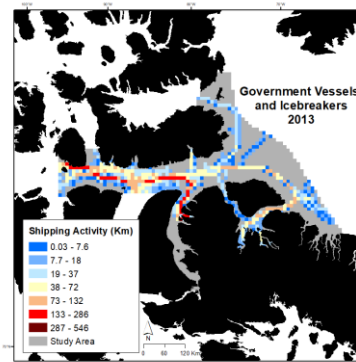 Government Vessels
and Icebreakers
2013
Shipping Activity (Km)
0.03 - 7.6
7.7 - 18
19 - 37
38 - 72
73 - 132
133 - 286
287 - 546
Study Area
N
0
120 Km